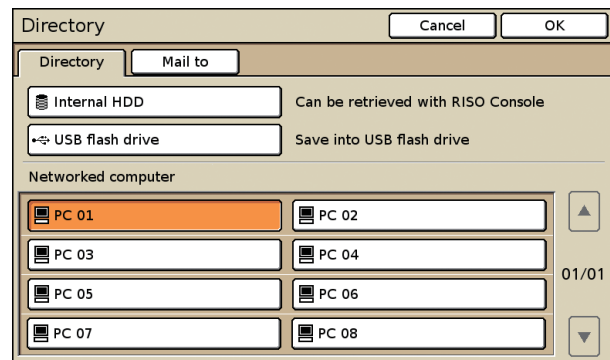 Directory Cancel OK
Directory Mail to
Internal HDD Can be retrieved with RISO Console
USB flash drive Save into USB flash drive
Networked computer
PC 01 PC 02
PC 03 PC 04
01/01
PC 05 PC 06
PC 07 PC 08